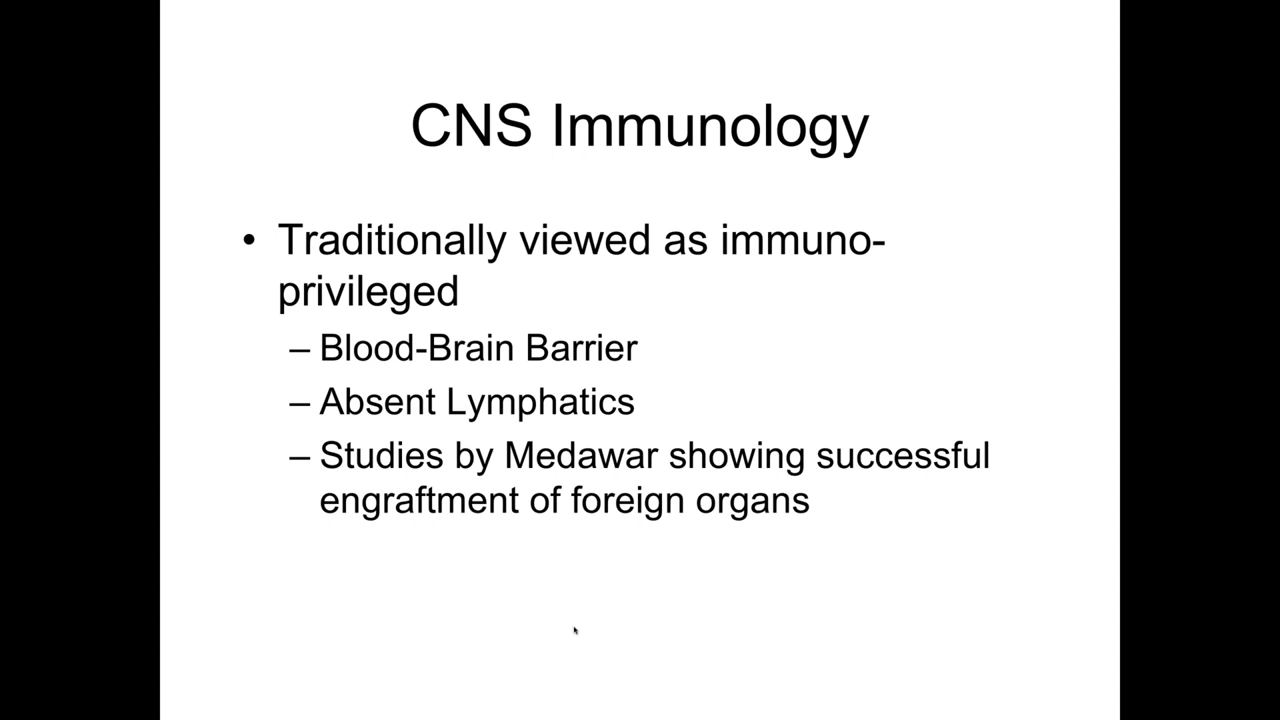 CNS Immunology
• Traditionally viewed as immuno-
privileged
– Blood-Brain Barrier
– Absent Lymphatics
– Studies by Medawar showing successful
engraftment of foreign organs